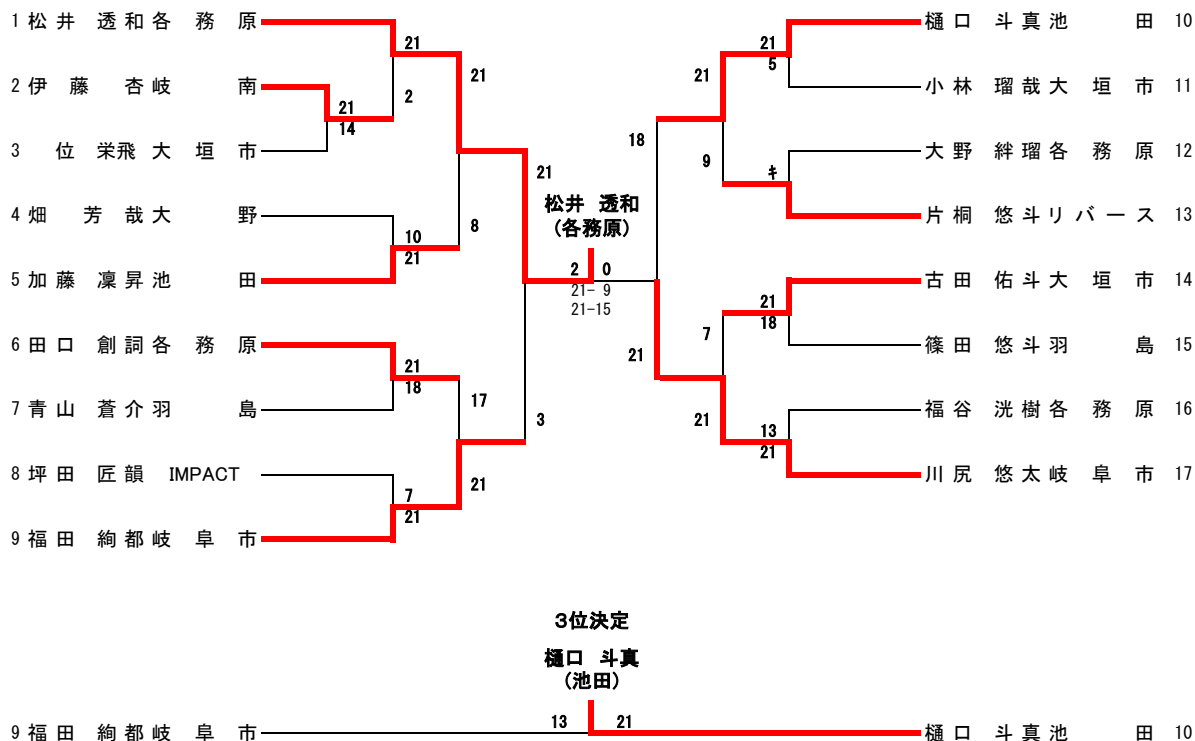 1 松井 透和 各務原
21
21
2 伊藤 杏 岐南
21
2
14
3 位 栄飛 大垣市
21
4 畑 芳哉 大野
8
10
21
5 加藤 凜昇 池田
6 田口 創詞 各務原
21
18
17
7 青山 蒼介 羽島
3
8 坪田 匠韻 IMPACT
21
7
21
9 福田 絢都 岐阜市
松井 透和
(各務原)
2 0
21- 9
21-15
樋口 斗真 池田 10
21
21
5
小林 瑠哉 大垣市 11
18
大野 絆瑠 各務原 12
9
キ
片桐 悠斗 リバース 13
古田 佑斗 大垣市 14
21
7
18
21
篠田 悠斗 羽島 15
福谷 洸樹 各務原 16
21
13
21
川尻 悠太 岐阜市 17
3位決定
樋口 斗真
(池田)
13 21
9 福田 絢都 岐阜市
樋口 斗真 池田 10